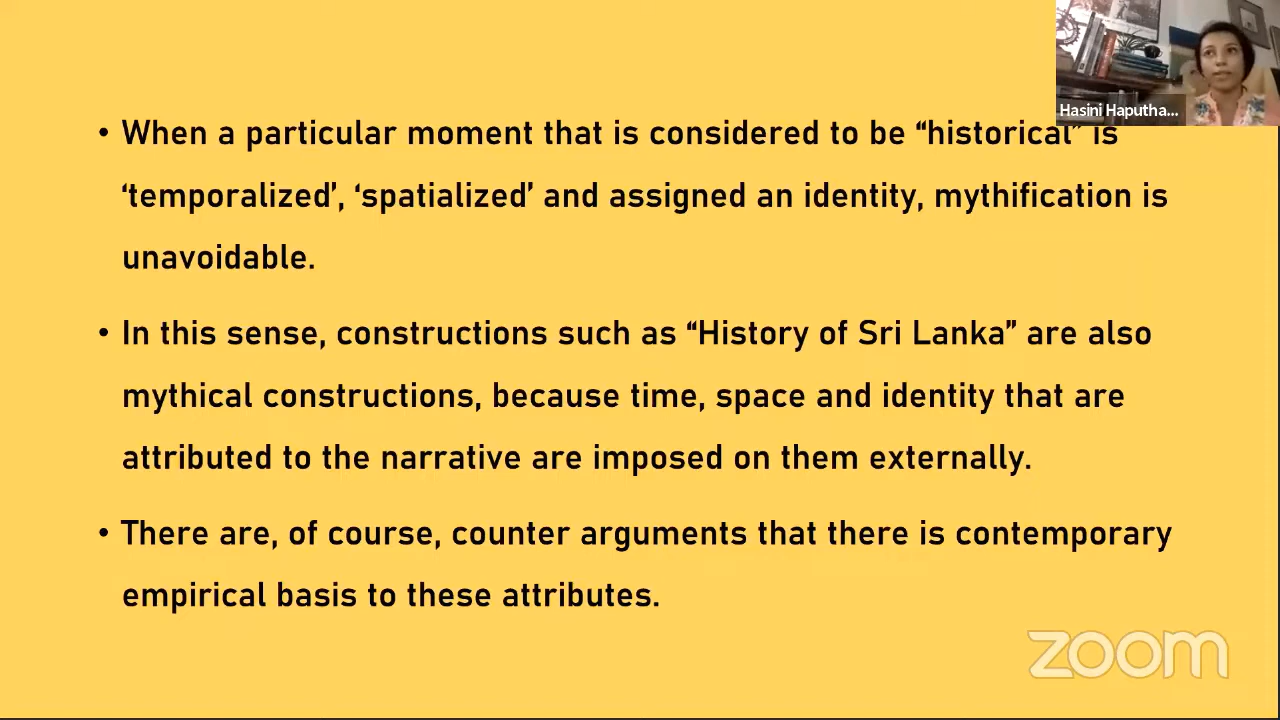 Hasini Haputha...
• When a particular moment that is considered to be “historical” is
‘temporalized’, ‘spatialized’ and assigned an identity, mythification is
unavoidable.
• In this sense, constructions such as “History of Sri Lanka” are also
mythical constructions, because time, space and identity that are
attributed to the narrative are imposed on them externally.
• There are, of course, counter arguments that there is contemporary
empirical basis to these attributes.
zoom